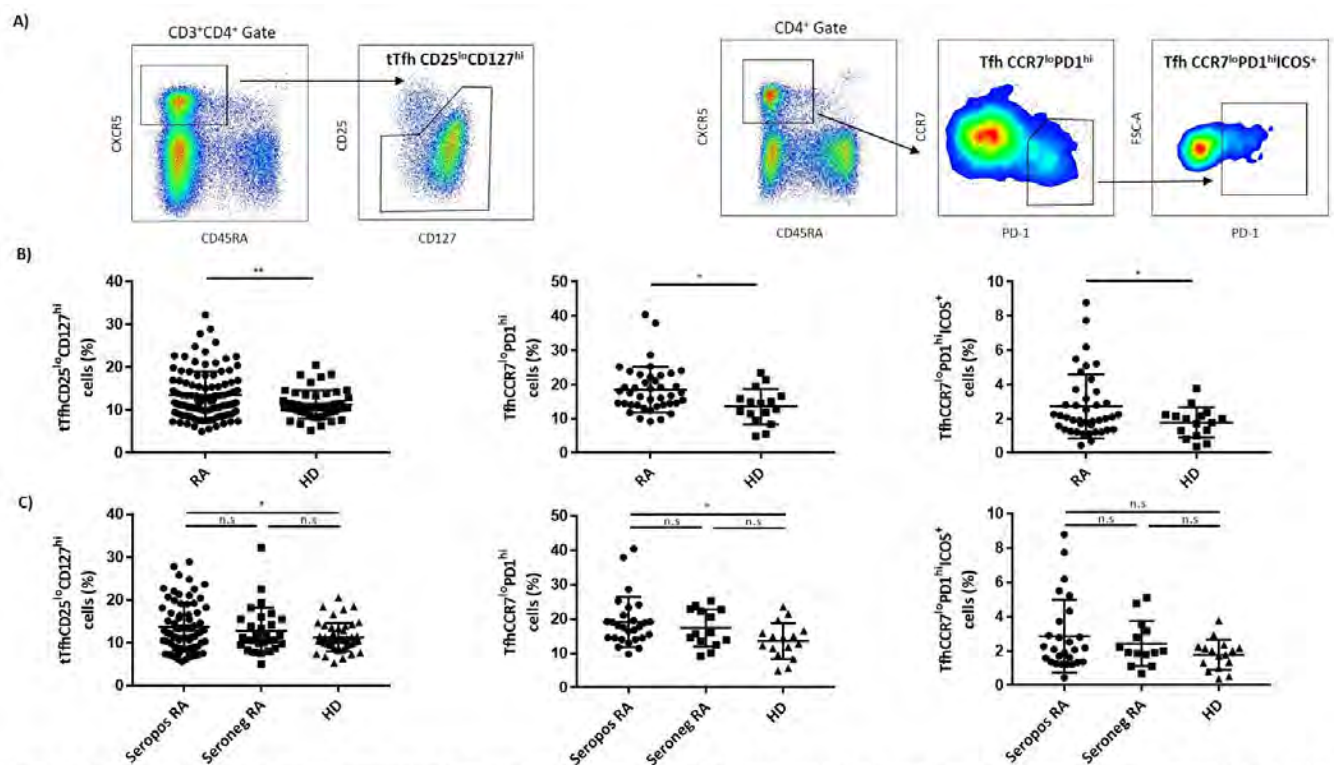 A)
CD3⁺CD4⁺ Gate
CXCR5
CD45RA
tTfh CD25ˡᵒCD127ʰⁱ
CD25
CD127
CD4⁺ Gate
CXCR5
CD45RA
Tfh CCR7ˡᵒPD1ʰⁱ
CCR7
PD-1
Tfh CCR7ˡᵒPD1ʰⁱICOS⁺
FSC-A
PD-1
B)
tTfhCD25ˡᵒCD127ʰⁱ
cells (%)
40
30
20
10
0
**
RA
HD
TfhCCR7ˡᵒPD1ʰⁱ
cells (%)
50
40
30
20
10
0
*
RA
HD
TfhCCR7ˡᵒPD1ʰⁱICOS⁺
cells (%)
10
8
6
4
2
0
*
RA
HD
C)
tTfhCD25ˡᵒCD127ʰⁱ
cells (%)
40
30
20
10
0
*
n.s
n.s
Seropos RA
Seroneg RA
HD
TfhCCR7ˡᵒPD1ʰⁱ
cells (%)
50
40
30
20
10
0
*
n.s
n.s
Seropos RA
Seroneg RA
HD
TfhCCR7ˡᵒPD1ʰⁱICOS⁺
cells (%)
10
8
6
4
2
0
n.s
n.s
n.s
Seropos RA
Seroneg RA
HD